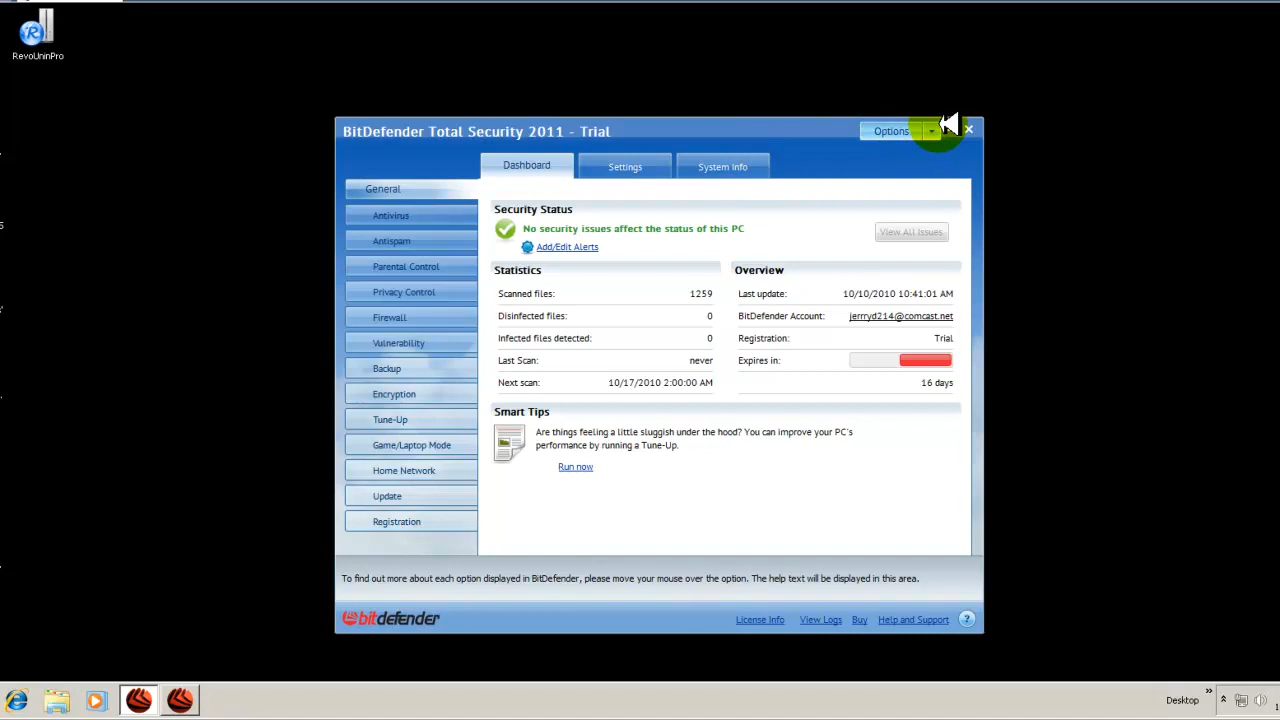 RevoUninPro
BitDefender Total Security 2011 - Trial
Options
Dashboard
Settings
System Info
General
Antivirus
Antispam
Parental Control
Privacy Control
Firewall
Vulnerability
Backup
Encryption
Tune-Up
Game/Laptop Mode
Home Network
Update
Registration
Security Status
No security issues affect the status of this PC
View All Issues
Add/Edit Alerts
Statistics
Scanned files: 1259
Disinfected files: 0
Infected files detected: 0
Last Scan: never
Next scan: 10/17/2010 2:00:00 AM
Overview
Last update: 10/10/2010 10:41:01 AM
BitDefender Account: jerrryd214@comcast.net
Registration: Trial
Expires in:
16 days
Smart Tips
Are things feeling a little sluggish under the hood? You can improve your PC's
performance by running a Tune-Up.
Run now
To find out more about each option displayed in BitDefender, please move your mouse over the option. The help text will be displayed in this area.
bitdefender
License Info View Logs Buy Help and Support ?
Desktop